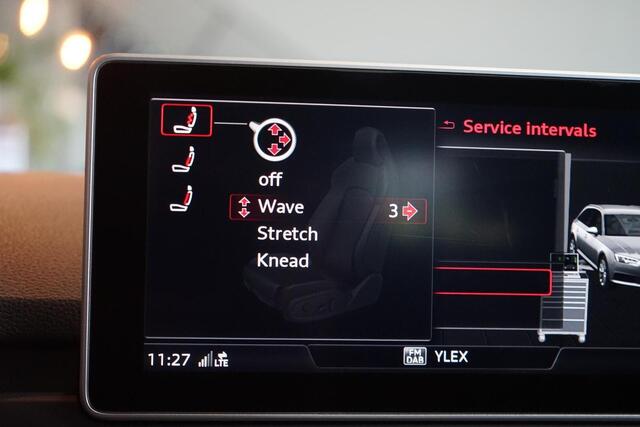 Service intervals
off
Wave 3
Stretch
Knead
11:27 LTE
FM
DAB YLEX